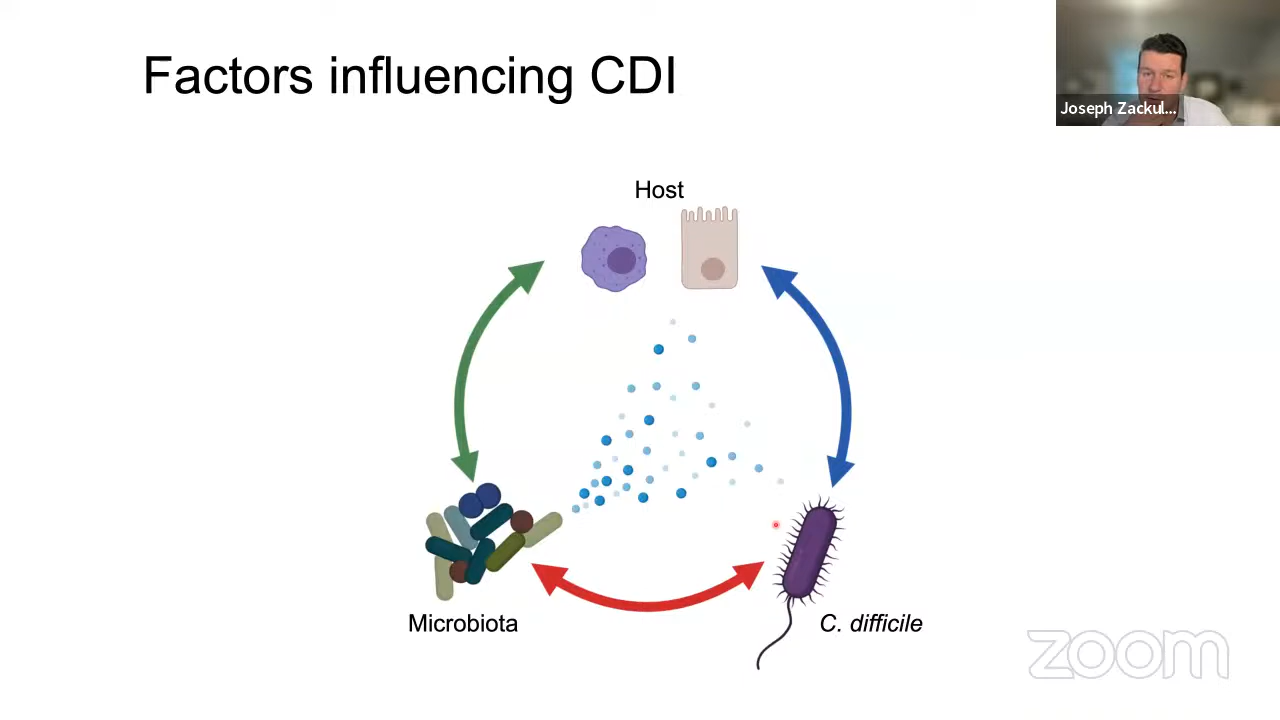 Factors influencing CDI
Joseph Zackul...
Host
Microbiota
C. difficile
zoom